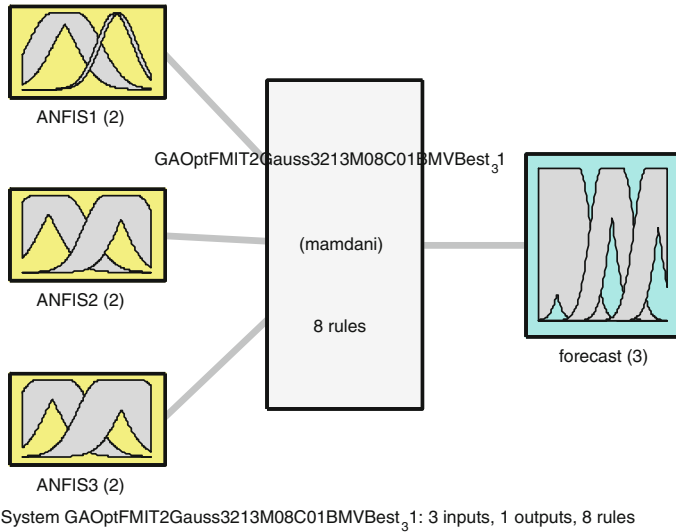 ANFIS1 (2)
GAOptFMIT2Gauss3213M08C01BMVBest₃1
(mamdani)
ANFIS2 (2)
8 rules
forecast (3)
ANFIS3 (2)
System GAOptFMIT2Gauss3213M08C01BMVBest₃1: 3 inputs, 1 outputs, 8 rules